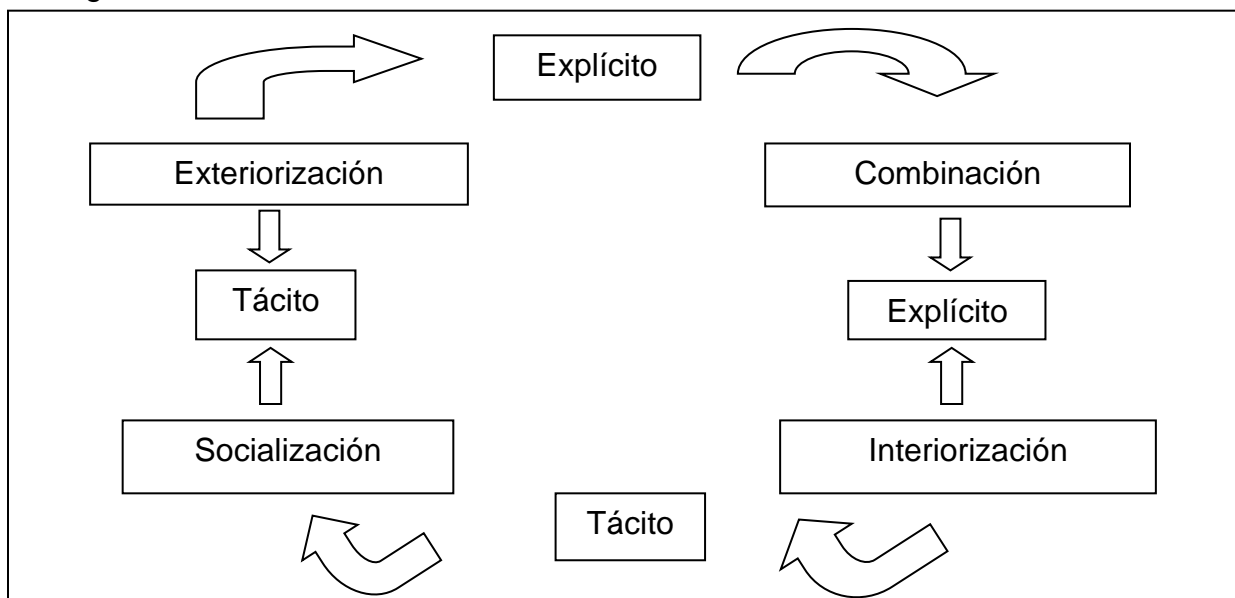 Explícito
Exteriorización
Combinación
Tácito
Explícito
Socialización
Interiorización
Tácito